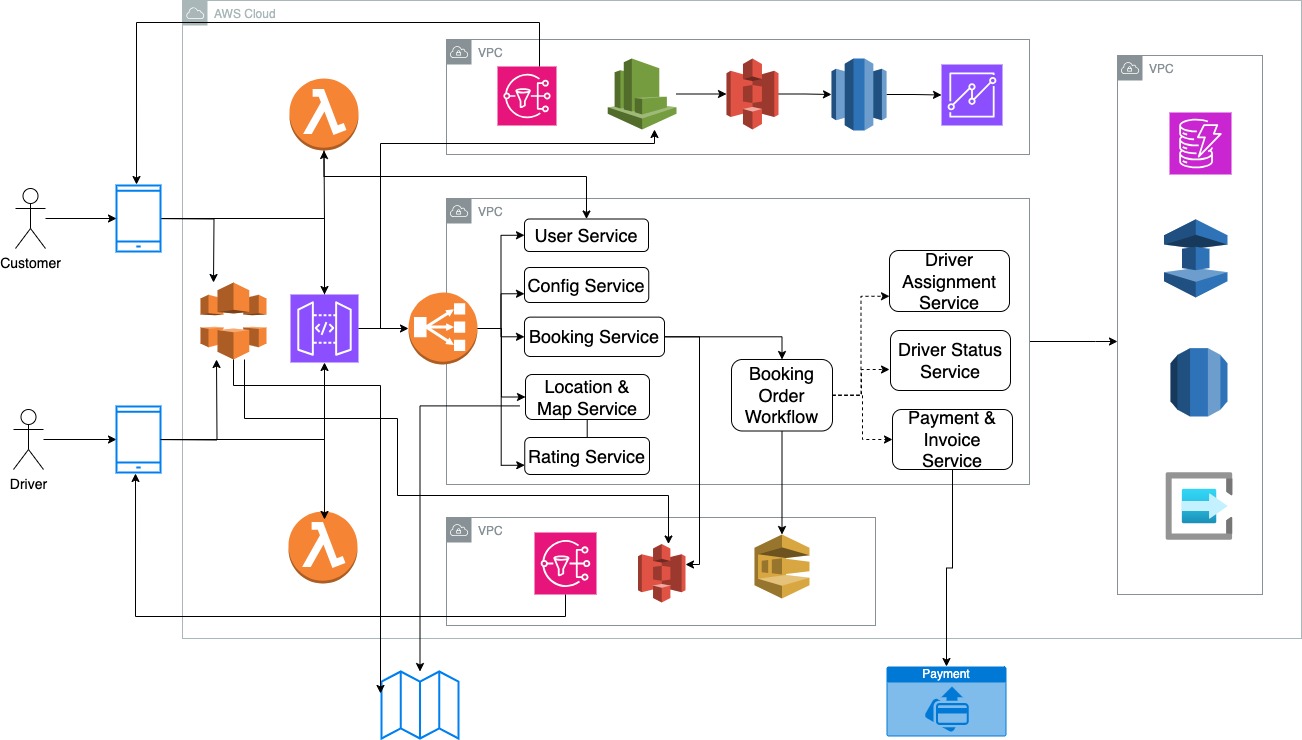 AWS Cloud
VPC
VPC
Customer
VPC
User Service
Config Service
Booking Service
Location &
Map Service
Rating Service
Booking
Order
Workflow
Driver
Assignment
Service
Driver Status
Service
Payment &
Invoice
Service
Driver
VPC
Payment